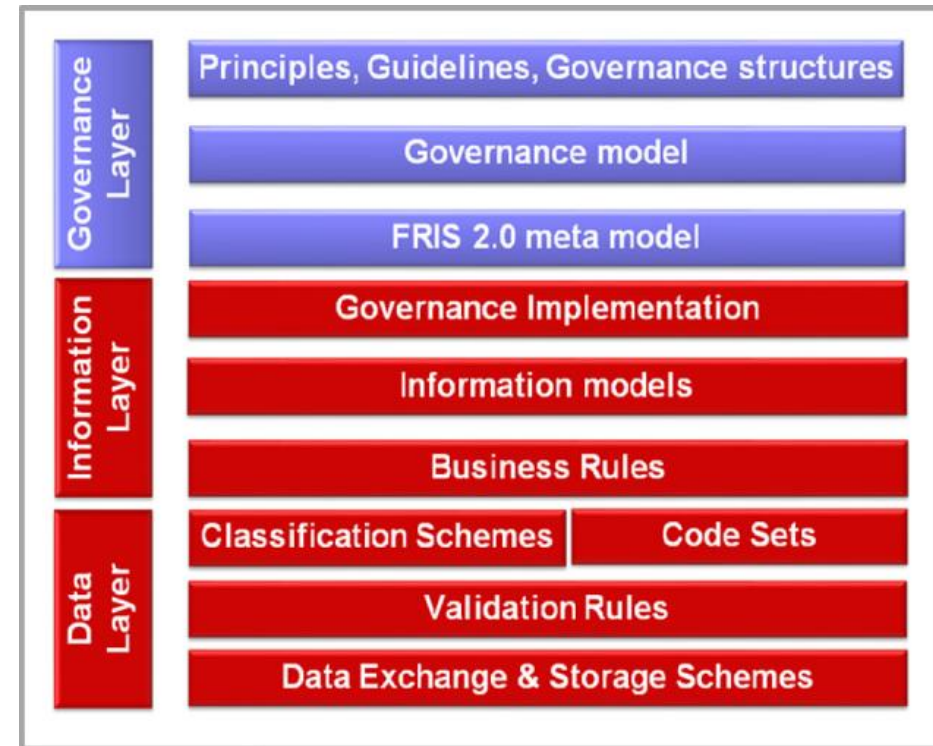 Governance
Layer
Principles, Guidelines, Governance structures
Governance model
FRIS 2.0 meta model
Information
Layer
Governance Implementation
Information models
Business Rules
Data
Layer
Classification Schemes
Code Sets
Validation Rules
Data Exchange & Storage Schemes